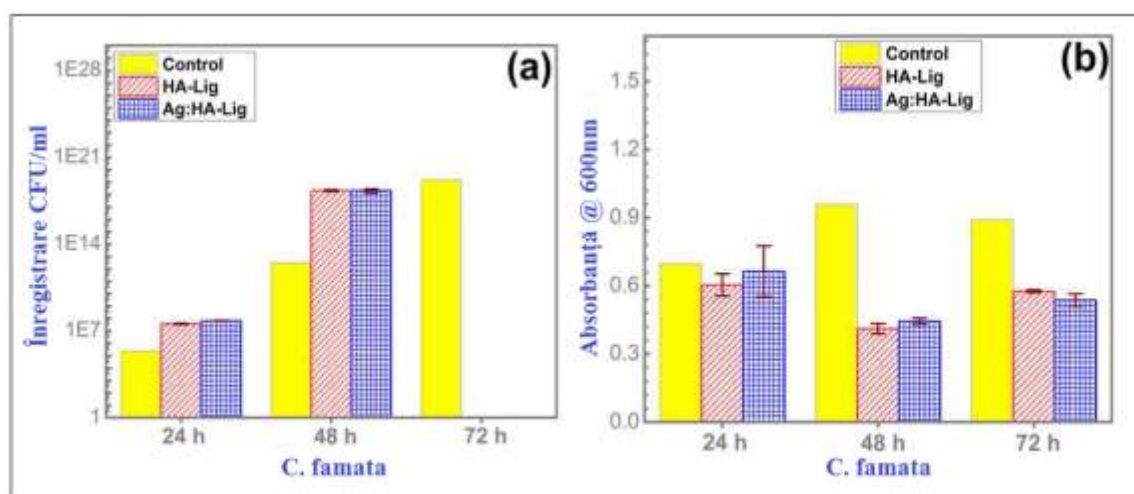 (a)
Control
HA-Lig
Ag:HA-Lig
1E28
1E21
1E14
1E7
1
Înregistrare CFU/ml
24 h 48 h 72 h
C. famata
(b)
Control
HA-Lig
Ag:HA-Lig
1.5
1.2
0.9
0.6
0.3
0.0
Absorbanță @ 600nm
24 h 48 h 72 h
C. famata